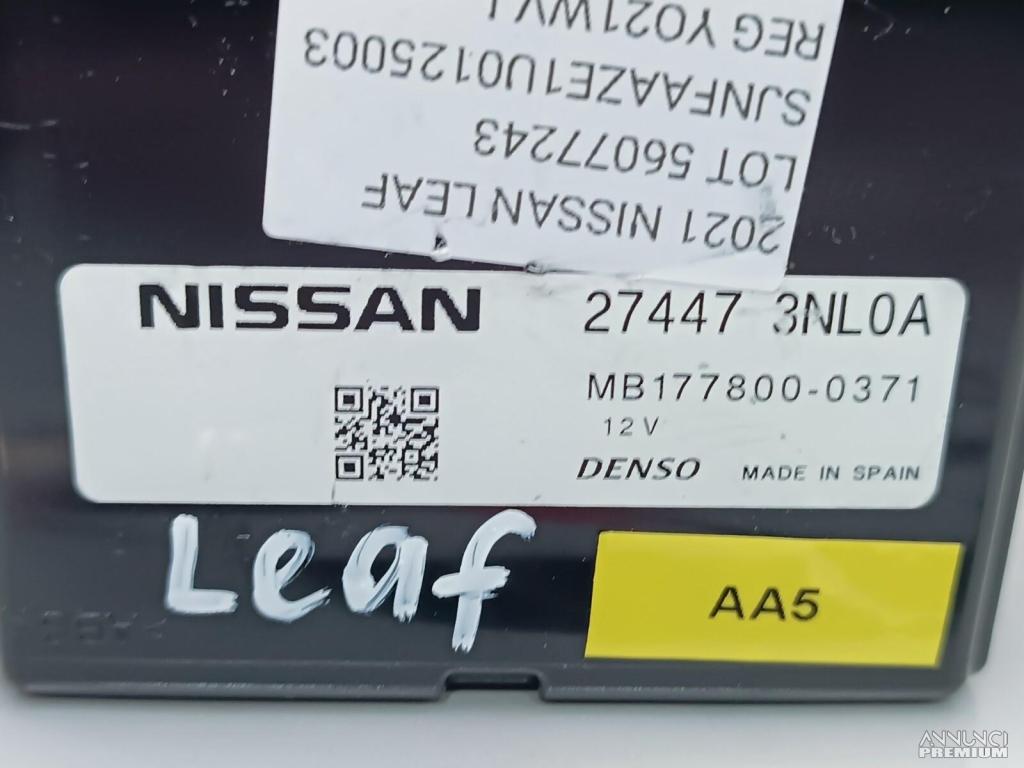 REG YO21WVJ
SJNFAAZE1U0125003
LOT 56077243
2021 NISSAN LEAF
NISSAN
27447 3NL0A
MB177800-0371
12V
DENSO MADE IN SPAIN
Leaf
AA5
ANNUNCI
PREMIUM